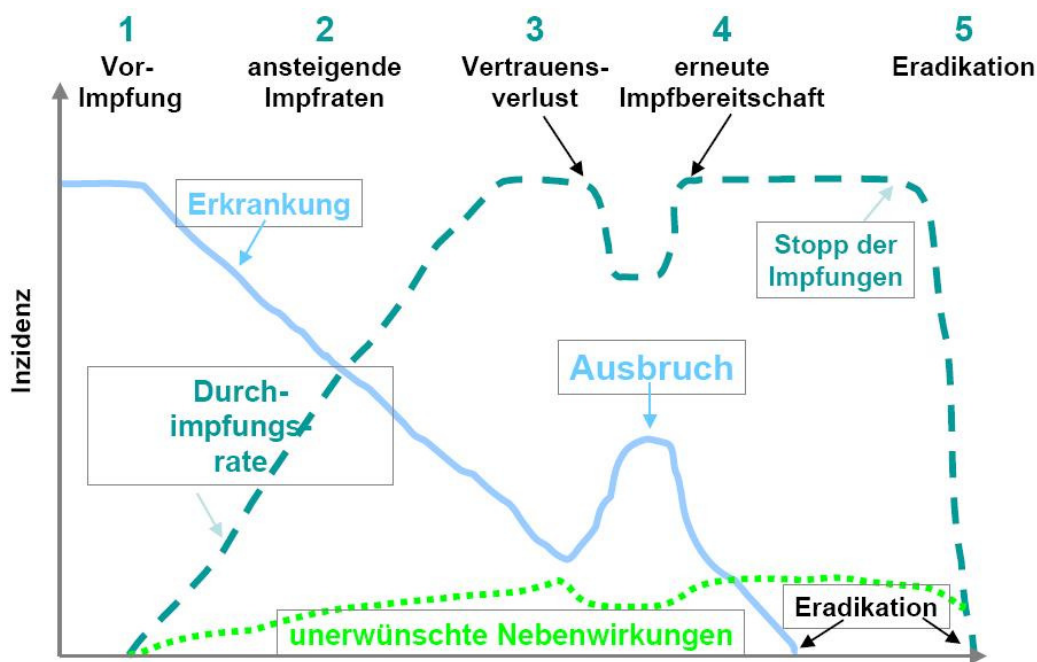 1
Vor-
Impfung
2
ansteigende
Impfraten
3
Vertrauens-
verlust
4
erneute
Impfbereitschaft
5
Eradikation
Inzidenz
Erkrankung
Stopp der
Impfungen
Ausbruch
Durch-
impfungs-
rate
Eradikation
unerwünschte Nebenwirkungen